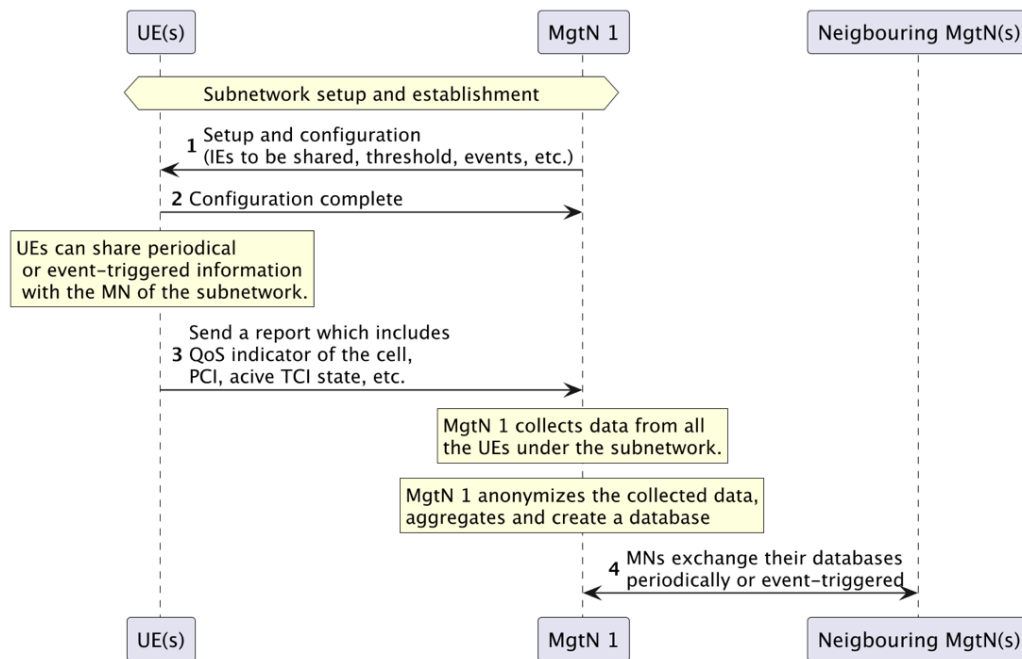 UE(s) MgtN 1 Neigbouring MgtN(s)
Subnetwork setup and establishment
1 Setup and configuration
(IEs to be shared, threshold, events, etc.)
2 Configuration complete
UEs can share periodical
or event-triggered information
with the MN of the subnetwork.
Send a report which includes
3 QoS indicator of the cell,
PCI, acive TCI state, etc.
MgtN 1 collects data from all
the UEs under the subnetwork.
MgtN 1 anonymizes the collected data,
aggregates and create a database
4 MNs exchange their databases
periodically or event-triggered
UE(s) MgtN 1 Neigbouring MgtN(s)